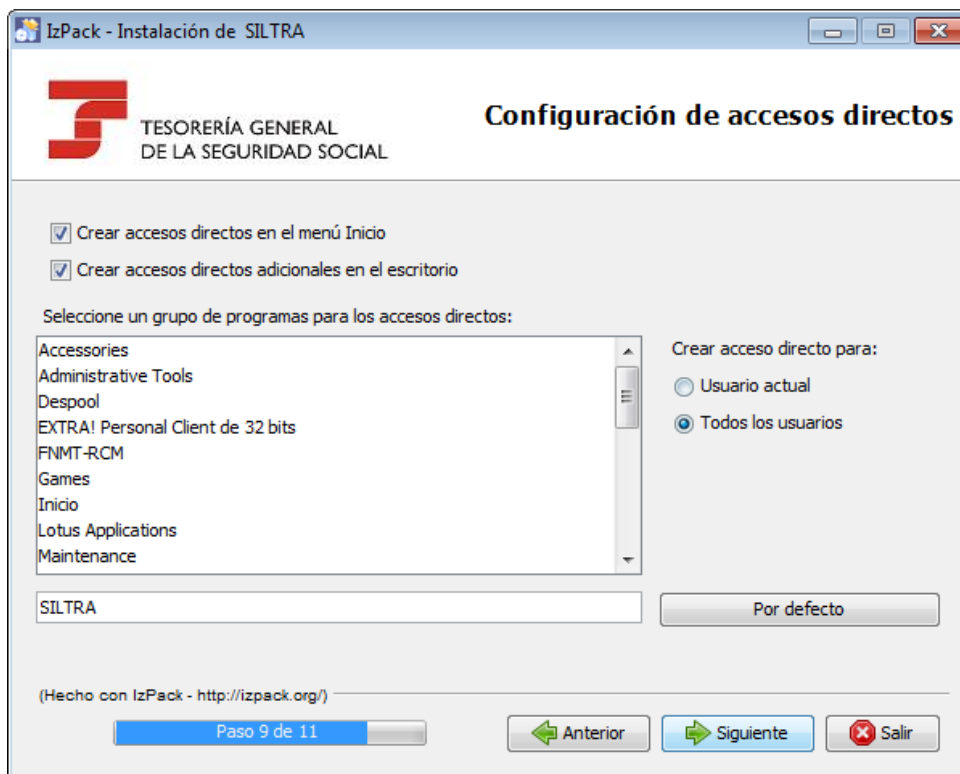 IzPack - Instalación de SILTRA
TESORERÍA GENERAL
DE LA SEGURIDAD SOCIAL
Configuración de accesos directos
Crear accesos directos en el menú Inicio
Crear accesos directos adicionales en el escritorio
Seleccione un grupo de programas para los accesos directos:
Accessories
Administrative Tools
Despool
EXTRA! Personal Client de 32 bits
FNMT-RCM
Games
Inicio
Lotus Applications
Maintenance
Crear acceso directo para:
Usuario actual
Todos los usuarios
SILTRA
Por defecto
(Hecho con IzPack - http://izpack.org/)
Paso 9 de 11
Anterior
Siguiente
Salir